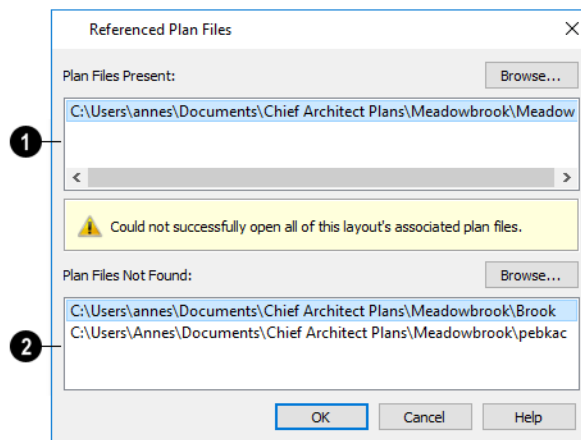 Referenced Plan Files
Plan Files Present:
Browse...
1
C:\Users\annes\Documents\Chief Architect Plans\Meadowbrook\Meadow
Could not successfully open all of this layout's associated plan files.
Plan Files Not Found:
Browse...
2
C:\Users\annes\Documents\Chief Architect Plans\Meadowbrook\Brook
C:\Users\Annes\Documents\Chief Architect Plans\Meadowbrook\pebkac
OK
Cancel
Help